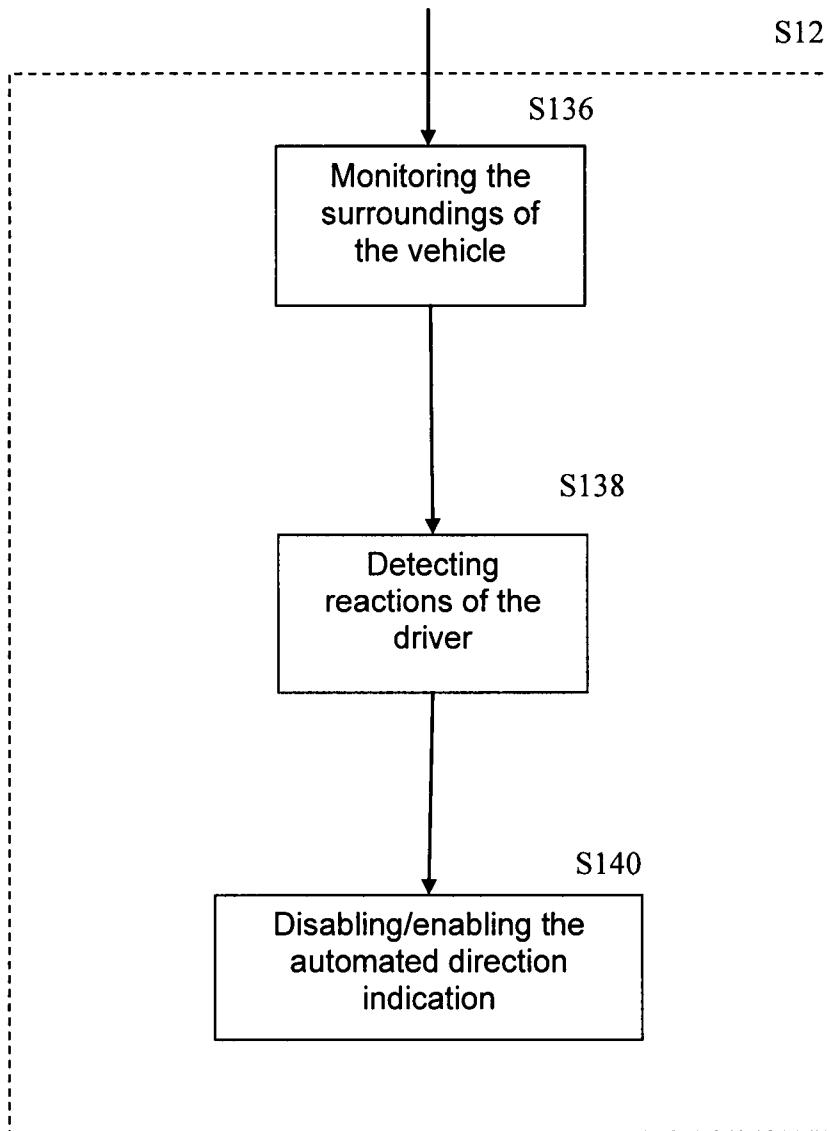 S12
S136
Monitoring the
surroundings of
the vehicle
S138
Detecting
reactions of the
driver
S140
Disabling/enabling the
automated direction
indication